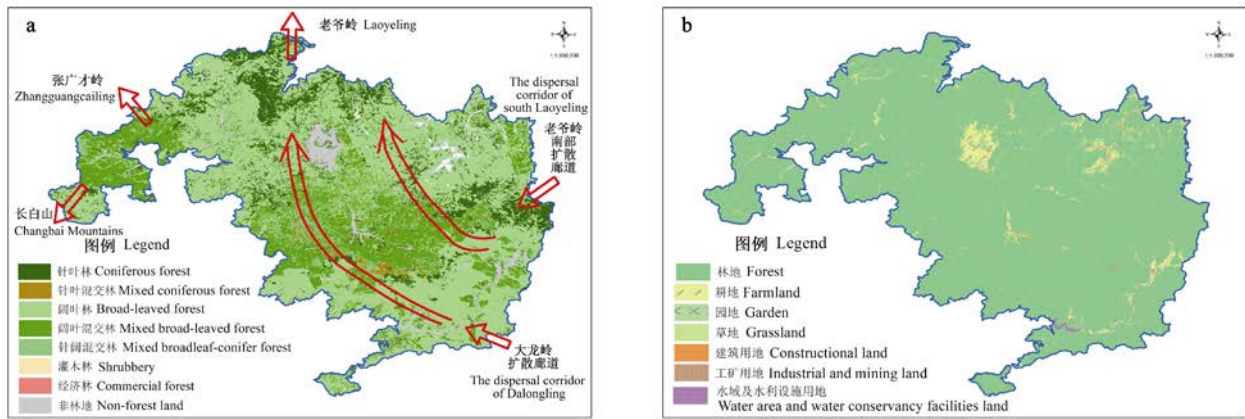 a
老爷岭 Laoyeling
张广才岭
Zhangguangcailing
The dispersal
corridor of
south Laoyeling
老爷岭
南部
扩散
廊道
长白山
Changbai Mountains
图例 Legend
针叶林 Coniferous forest
针叶混交林 Mixed coniferous forest
阔叶林 Broad-leaved forest
阔叶混交林 Mixed broad-leaved forest
针阔混交林 Mixed broadleaf-conifer forest
灌木林 Shrubbery
经济林 Commercial forest
非林地 Non-forest land
大龙岭
扩散廊道
The dispersal corridor
of Dalongling
b
图例 Legend
林地 Forest
耕地 Farmland
园地 Garden
草地 Grassland
建筑用地 Constructional land
工矿用地 Industrial and mining land
水域及水利设施用地
Water area and water conservancy facilities land